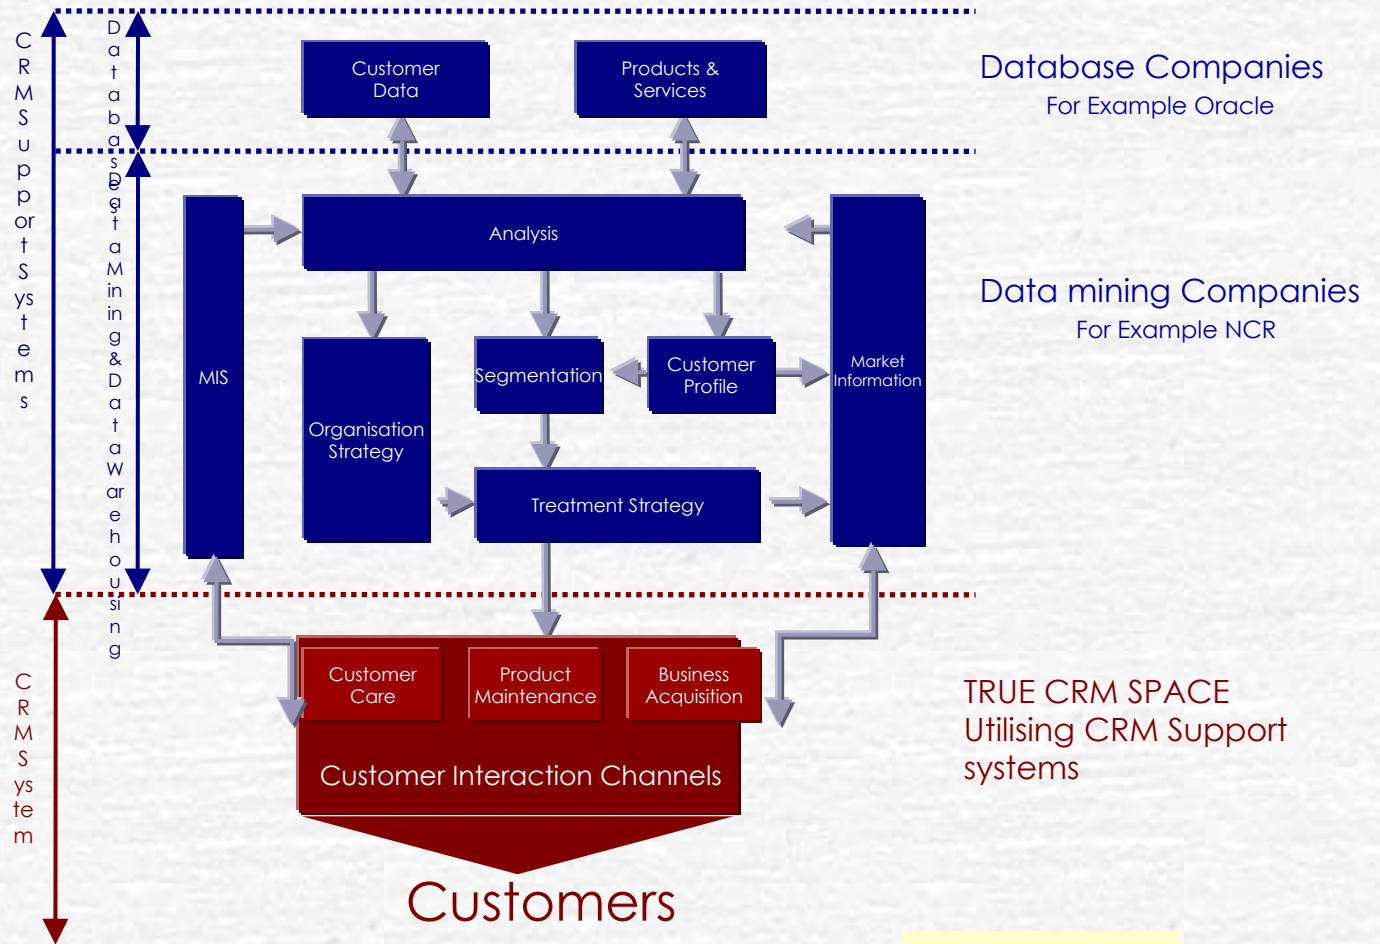 CRM Support Systems
Databases
Customer
Data
Products &
Services
Database Companies
For Example Oracle
Data Mining & Data Warehousing
MIS
Analysis
Organisation
Strategy
Segmentation
Customer
Profile
Market
Information
Treatment Strategy
Data mining Companies
For Example NCR
CRM System
Customer
Care
Product
Maintenance
Business
Acquisition
Customer Interaction Channels
Customers
TRUE CRM SPACE
Utilising CRM Support
systems